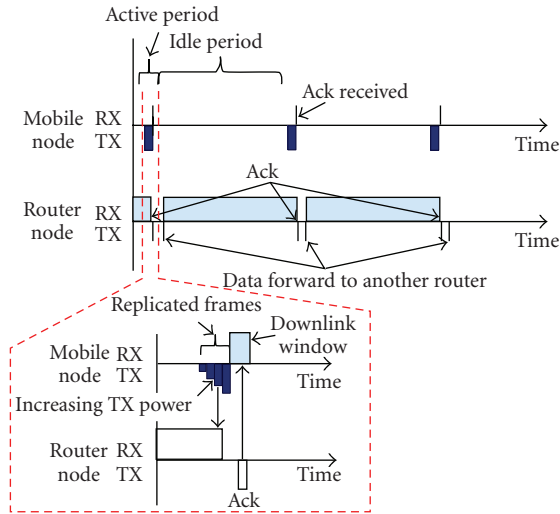 Active period
Idle period
Mobile node RX TX
Ack received
Time
Ack
Router node RX TX
Time
Data forward to another router
Replicated frames
Downlink window
Mobile node RX TX
Time
Increasing TX power
Router node RX TX
Time
Ack